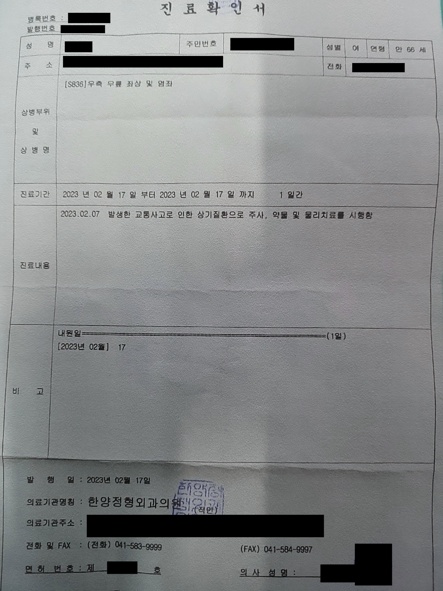 진 료 확 인 서
병록번호 :
발행번호 :
성 명 주민번호 성별 여 연령 만 66 세
주 소 전화
상병부위
및
상 병 명
[S836]우측 무릎 좌상 및 염좌
진료기간 2023 년 02 월 17 일 부터 2023 년 02 월 17 일 까지 1 일간
진료내용
2023.02.07 발생한 교통사고로 인한 상기질환으로 주사, 약물 및 물리치료를 시행함
비 고
내원일=(1일)
[2023년 02월] 17
발 행 일 : 2023년 02월 17일
의료기관명칭 : 한양정형외과의원 (직인)
의료기관주소 :
전화 및 FAX : (전화) 041-583-9999 (FAX) 041-584-9997
면허 번호 : 제 호 의 사 성 명 :